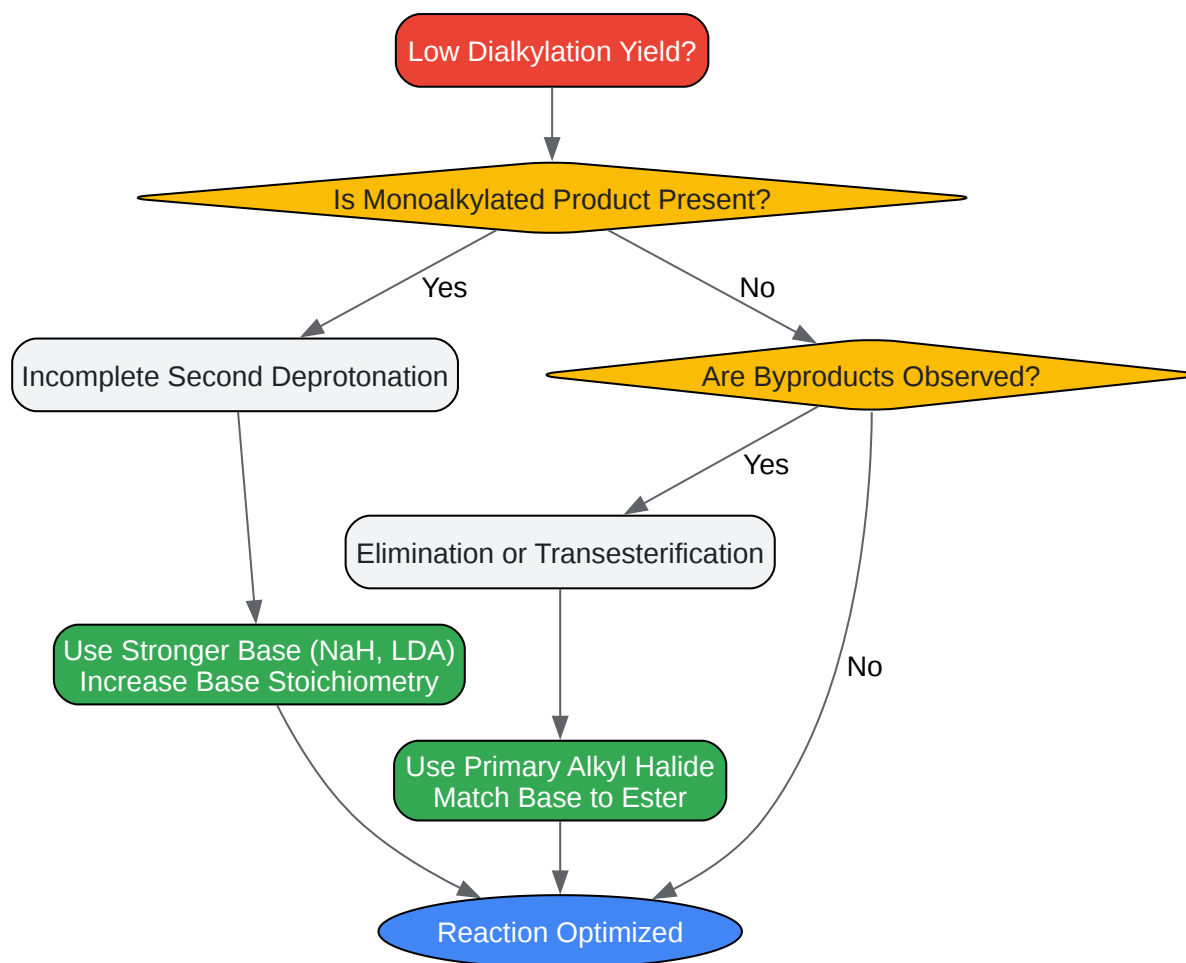 Low Dialkylation Yield?
Is Monoalkylated Product Present?
Yes
No
Incomplete Second Deprotonation
Are Byproducts Observed?
Yes
Elimination or Transesterification
Use Stronger Base (NaH, LDA)
Increase Base Stoichiometry
No
Use Primary Alkyl Halide
Match Base to Ester
Reaction Optimized